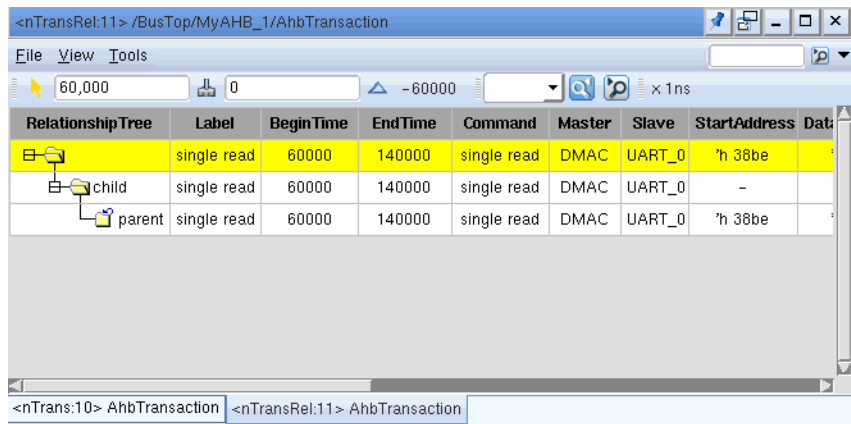 <nTransRel:11> /BusTop/MyAHB_1/AhbTransaction
File View Tools
60,000 0 -60000 x 1ns
RelationshipTree Label BeginTime EndTime Command Master Slave StartAddress Data
single read 60000 140000 single read DMAC UART_0 'h 38be '
child single read 60000 140000 single read DMAC UART_0 -
parent single read 60000 140000 single read DMAC UART_0 'h 38be '
<nTrans:10> AhbTransaction <nTransRel:11> AhbTransaction